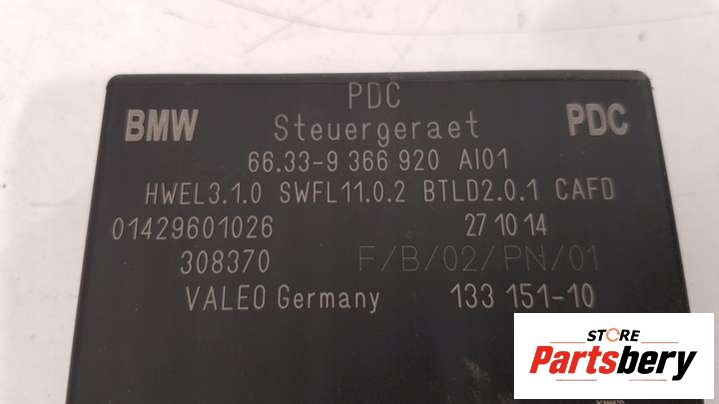 PDC
BMW Steuergeraet PDC
66.33-9 366 920 AI01
HWEL3.1.0 SWFL11.0.2 BTLD2.0.1 CAFD
01429601026 27 10 14
308370 F/B/02/PN/01
VALEO Germany 133 151-10
STORE
Partsbery